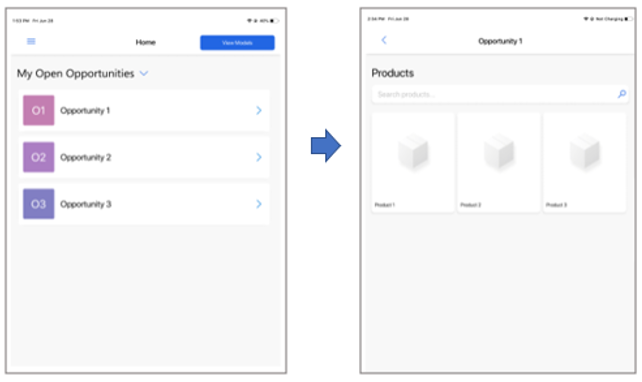 1:53 PM Fri Jun 28
40%
Home
View Models
My Open Opportunities
O1 Opportunity 1
O2 Opportunity 2
O3 Opportunity 3
2:54 PM Fri Jun 28
Not Charging
Opportunity 1
Products
Search products...
Product 1
Product 2
Product 3